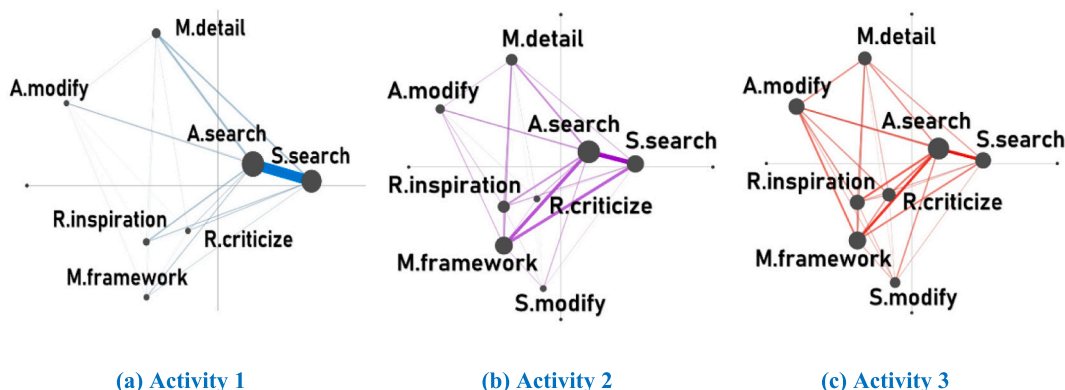 M.detail
A.modify
A.search
S.search
R.inspiration
R.criticize
M.framework
(a) Activity 1
M.detail
A.modify
A.search
S.search
R.inspiration
R.criticize
M.framework
S.modify
(b) Activity 2
M.detail
A.modify
A.search
S.search
R.inspiration
R.criticize
M.framework
S.modify
(c) Activity 3